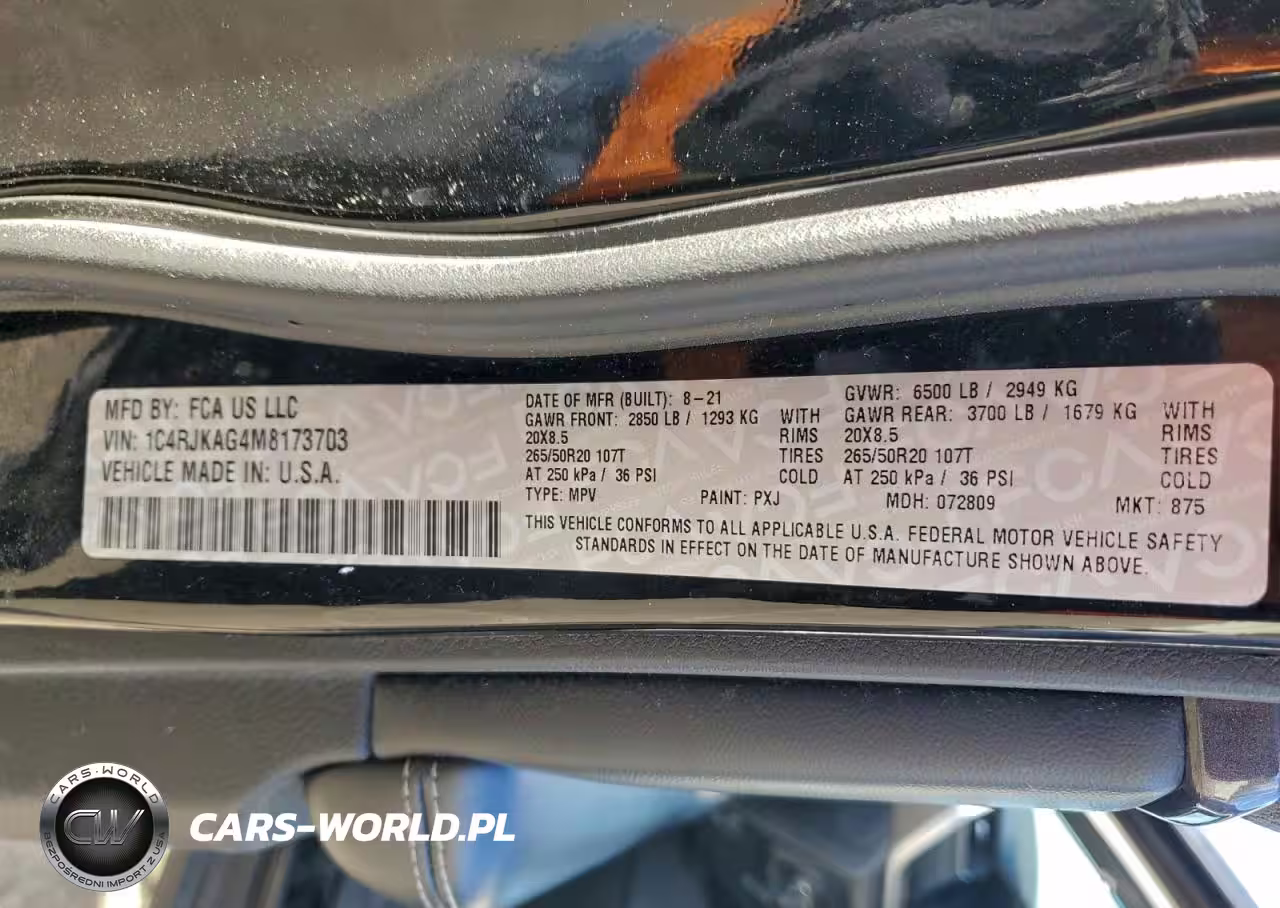 MFD BY: FCA US LLC
VIN: 1C4RJKAG4M8173703
VEHICLE MADE IN: U.S.A.
DATE OF MFR (BUILT): 8-21
GAWR FRONT: 2850 LB / 1293 KG WITH
20X8.5 RIMS
265/50R20 107T TIRES
AT 250 kPa / 36 PSI COLD
GVWR: 6500 LB / 2949 KG
GAWR REAR: 3700 LB / 1679 KG WITH
20X8.5 RIMS
265/50R20 107T TIRES
AT 250 kPa / 36 PSI COLD
TYPE: MPV PAINT: PXJ MDH: 072809 MKT: 875
THIS VEHICLE CONFORMS TO ALL APPLICABLE U.S.A. FEDERAL MOTOR VEHICLE SAFETY
STANDARDS IN EFFECT ON THE DATE OF MANUFACTURE SHOWN ABOVE.
CARS-WORLD
CW
BEZPOŚREDNI IMPORT Z USA
CARS-WORLD.PL